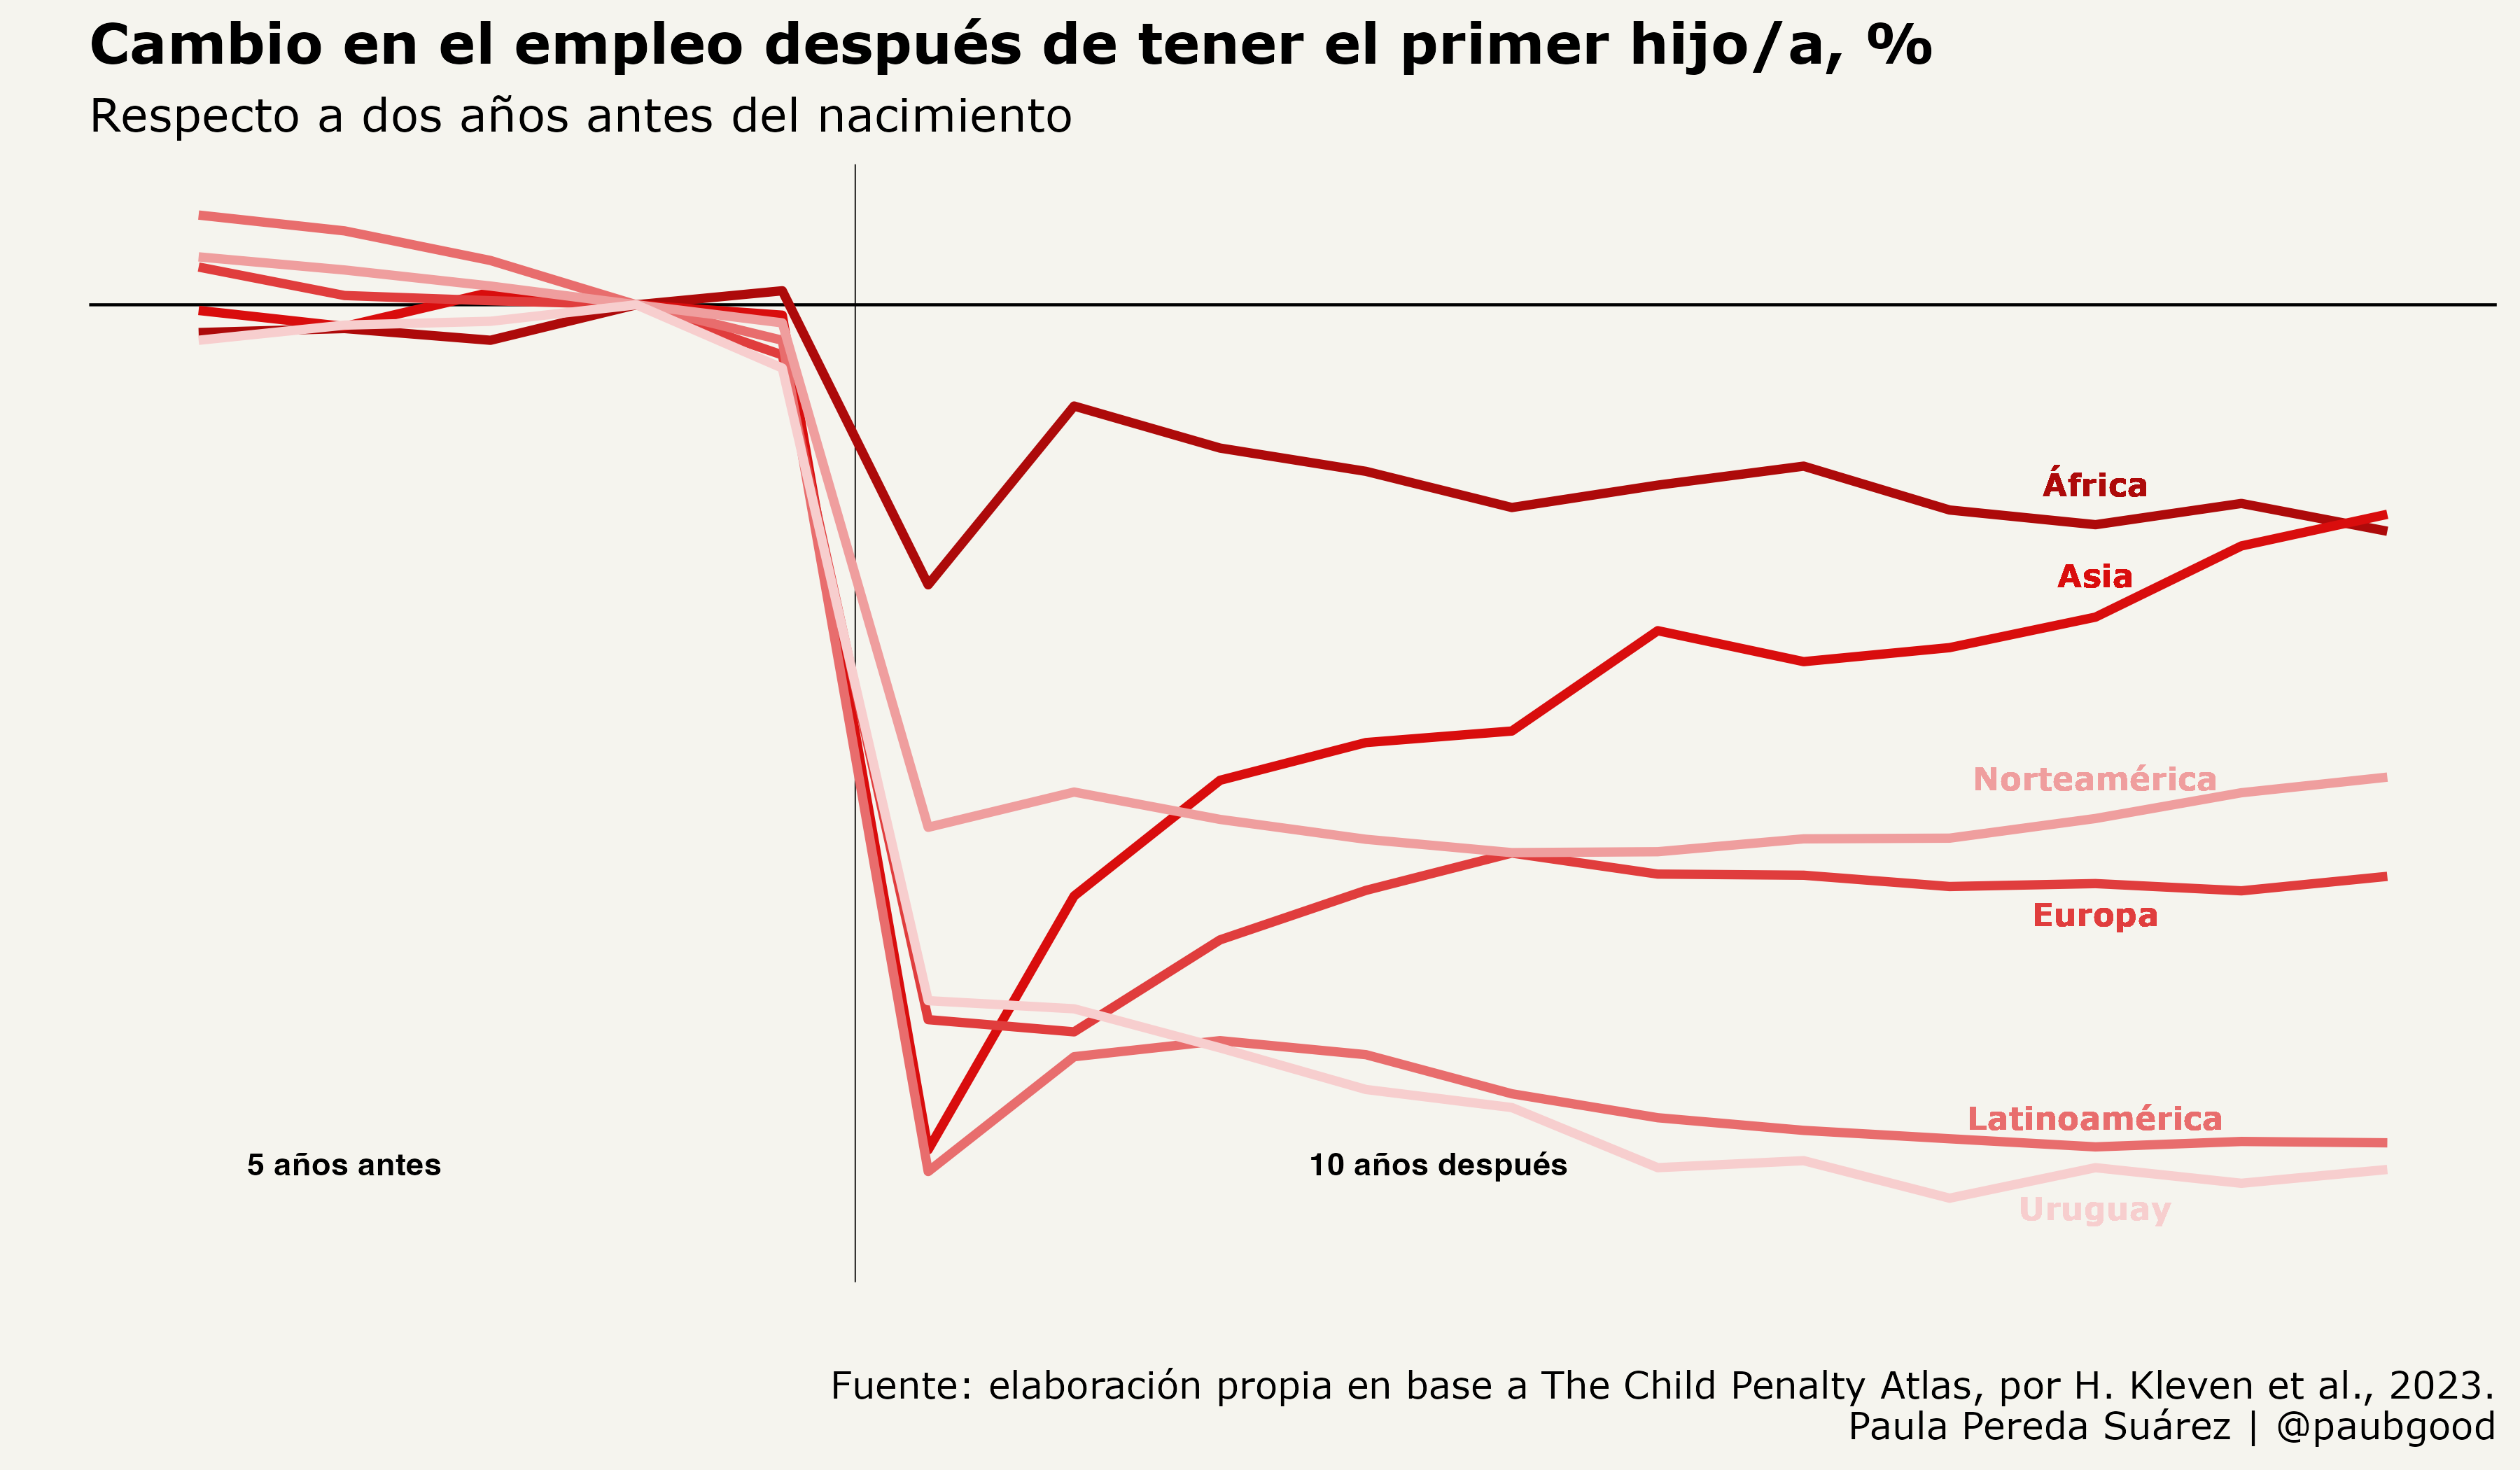 Cambio en el empleo después de tener el primer hijo/a, %
Respecto a dos años antes del nacimiento
África
Asia
Norteamérica
Europa
Latinoamérica
5 años antes
10 años después
Uruguay
Fuente: elaboración propia en base a The Child Penalty Atlas, por H. Kleven et al., 2023.
Paula Pereda Suárez | @paubgood